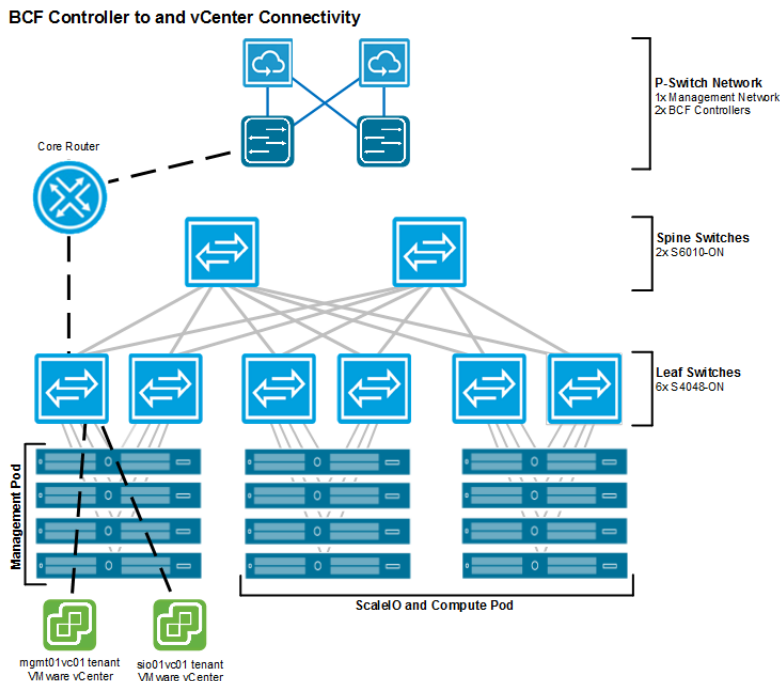 BCF Controller to and vCenter Connectivity
P-Switch Network
1x Management Network
2x BCF Controllers
Core Router
Spine Switches
2x S6010-ON
Leaf Switches
6x S4048-ON
Management Pod
ScaleIO and Compute Pod
mgmt01vc01 tenant
VMware vCenter
sio01vc01 tenant
VMware vCenter